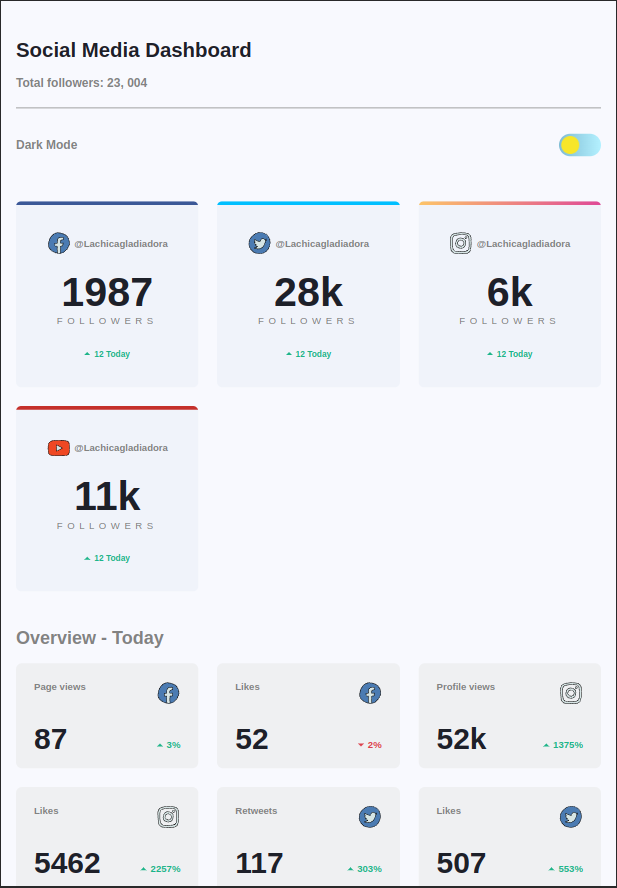 Social Media Dashboard
Total followers: 23, 004
Dark Mode
@Lachicagladiadora
1987
FOLLOWERS
12 Today
@Lachicagladiadora
28k
FOLLOWERS
12 Today
@Lachicagladiadora
6k
FOLLOWERS
12 Today
@Lachicagladiadora
11k
FOLLOWERS
12 Today
Overview - Today
Page views
87
3%
Likes
52
2%
Profile views
52k
1375%
Likes
5462
2257%
Retweets
117
303%
Likes
507
553%